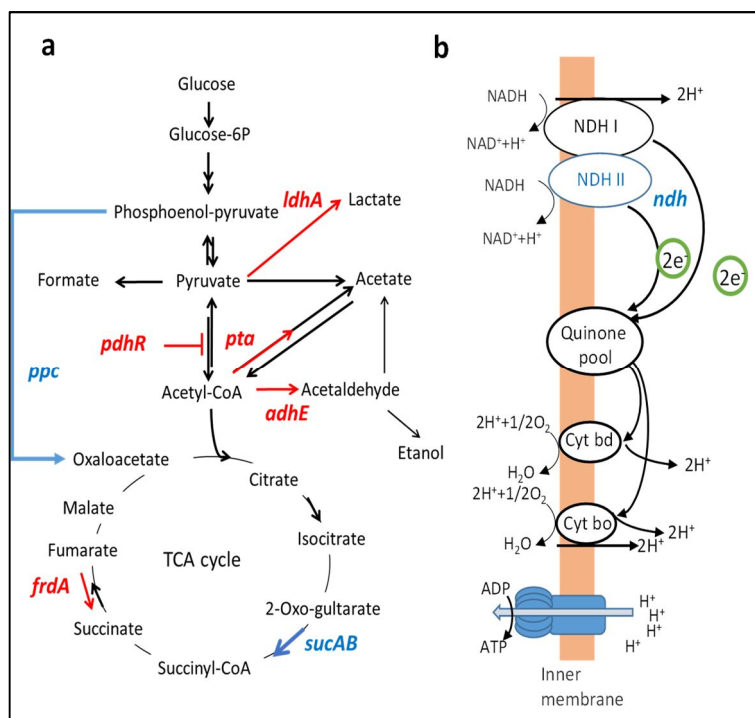 a
Glucose
Glucose-6P
Phosphoenol-pyruvate
ldhA
Lactate
Formate
Pyruvate
Acetate
pdhR
pta
ppc
Acetyl-CoA
Acetaldehyde
adhE
Etanol
Oxaloacetate
Citrate
Malate
Isocitrate
Fumarate
TCA cycle
frdA
2-Oxo-gultarate
Succinate
sucAB
Succinyl-CoA
b
NADH
2H⁺
NDH I
NAD⁺+H⁺
NDH II
NADH
ndh
NAD⁺+H⁺
2e⁻
2e⁻
Quinone
pool
2H⁺+1/2O₂
Cyt bd
H₂O
2H⁺
2H⁺+1/2O₂
Cyt bo
2H⁺
H₂O
2H⁺
ADP
H⁺
H⁺
H⁺
H⁺
ATP
Inner
membrane